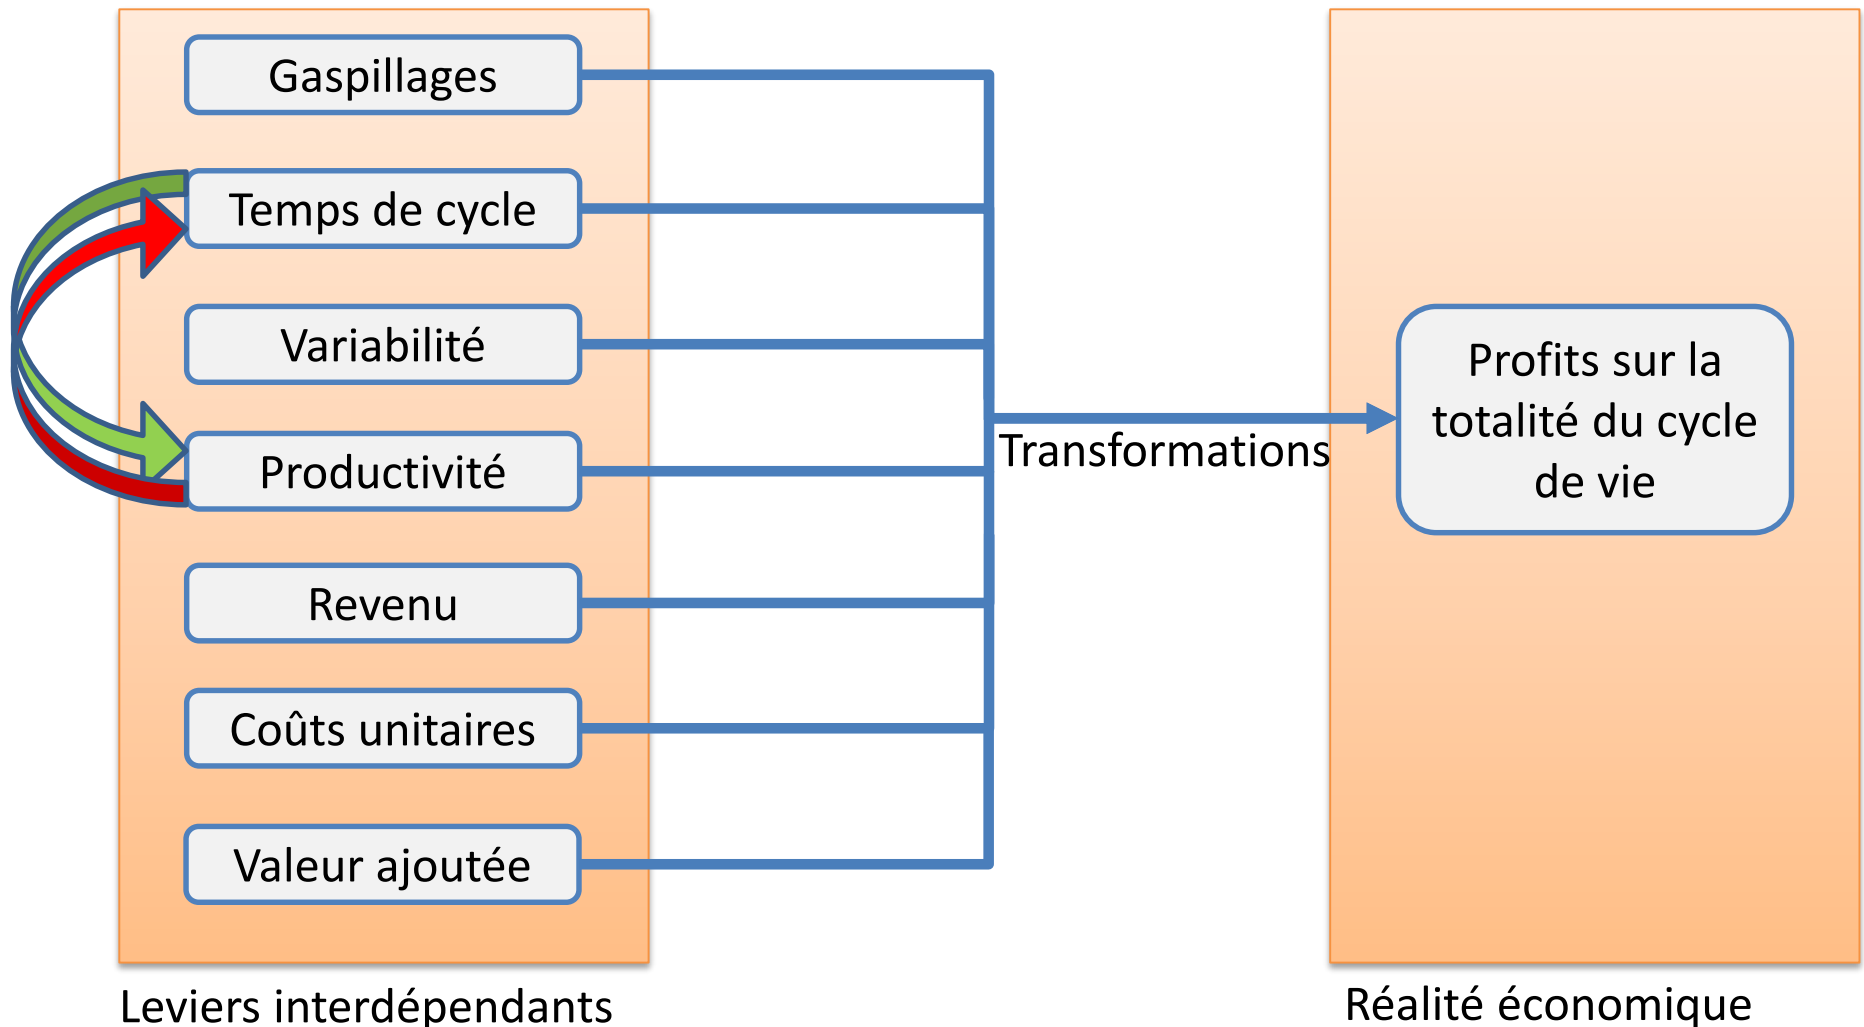 Gaspillages
Temps de cycle
Variabilité
Productivité
Revenu
Coûts unitaires
Valeur ajoutée
Leviers interdépendants
Transformations
Profits sur la
totalité du cycle
de vie
Réalité économique